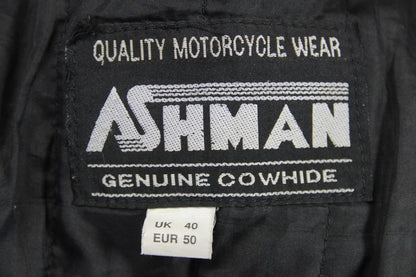 QUALITY MOTORCYCLE WEAR
ASHMAN
GENUINE COWHIDE
UK 40
EUR 50